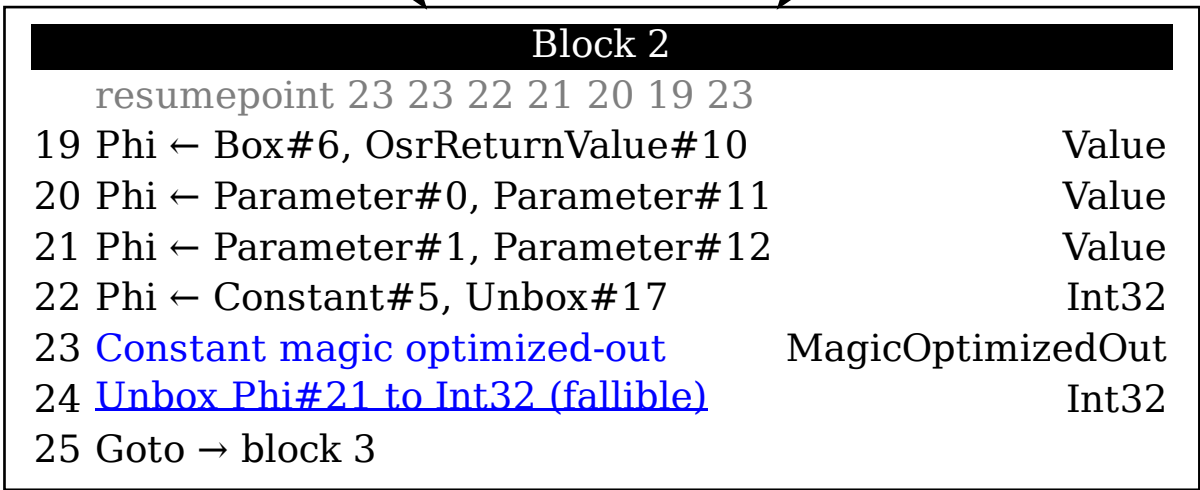 Block 2
resumepoint 23 23 22 21 20 19 23
19 Phi ← Box#6, OsrReturnValue#10 Value
20 Phi ← Parameter#0, Parameter#11 Value
21 Phi ← Parameter#1, Parameter#12 Value
22 Phi ← Constant#5, Unbox#17 Int32
23 Constant magic optimized-out MagicOptimizedOut
24 Unbox Phi#21 to Int32 (fallible) Int32
25 Goto → block 3